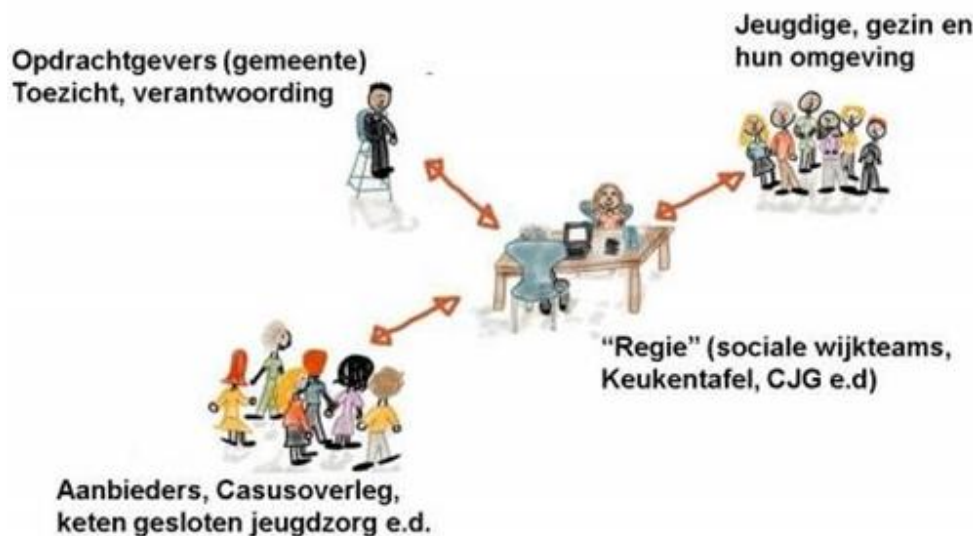 Opdrachtgevers (gemeente)
Toezicht, verantwoording
Jeugdige, gezin en
hun omgeving
“Regie” (sociale wijkteams,
Keukentafel, CJG e.d)
Aanbieders, Casusoverleg,
keten gesloten jeugdzorg e.d.